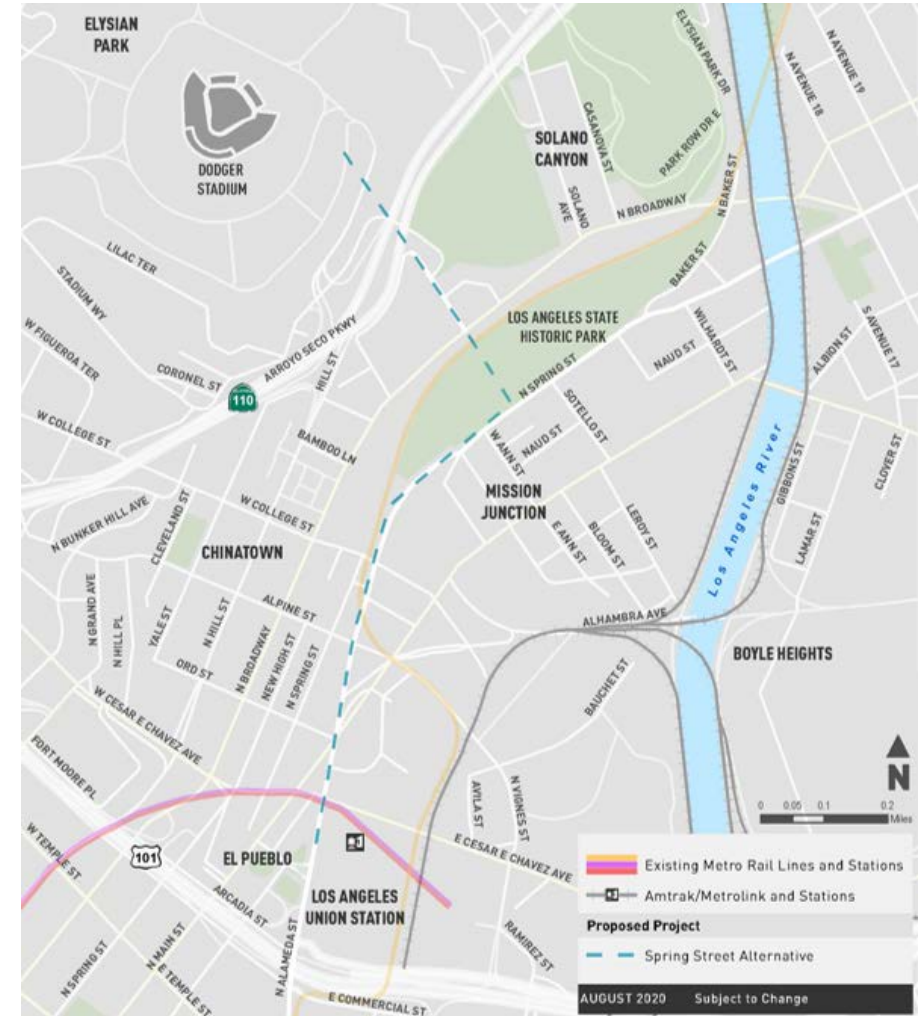 ELYSIAN
PARK
DODGER
STADIUM
SOLANO
CANYON
ELYSIAN PARK DR
CASANOVA ST
PARK ROW DR E
SOLANO
AVE
N BROADWAY
N BAKER ST
N AVENUE 18
N AVENUE 19
LILAC TER
STADIUM WY
W FIGUEROA TER
CORONEL ST
110
ARROYO SECO PKWY
HILL ST
LOS ANGELES STATE
HISTORIC PARK
BAKER ST
N SPRING ST
WILHARDT ST
NAUD ST
ALBION ST
S AVENUE 17
W COLLEGE ST
BAMBOO LN
SOTELLO ST
W ANN ST
NAUD ST
MISSION
JUNCTION
Los Angeles River
GIBBONS ST
CLOVER ST
LAMAR ST
N BUNKER HILL AVE
CLEVELAND ST
W COLLEGE ST
CHINATOWN
E ANN ST
BLOOM ST
LEROY ST
ALPINE ST
N GRAND AVE
N HILL PL
YALE ST
N HILL ST
N BROADWAY
NEW HIGH ST
N SPRING ST
ORD ST
ALHAMBRA AVE
BOYLE HEIGHTS
BAUCHET ST
W CESAR E CHAVEZ AVE
FORT MOORE PL
W TEMPLE ST
101
EL PUEBLO
ARCADIA ST
LOS ANGELES
UNION STATION
AVILA ST
N VIGNES ST
E CESAR E CHAVEZ AVE
RAMIREZ ST
N SPRING ST
N MAIN ST
E TEMPLE ST
N ALAMEDA ST
E COMMERCIAL ST
N
0 0.05 0.1 0.2
Miles
Existing Metro Rail Lines and Stations
Amtrak/Metrolink and Stations
Proposed Project
Spring Street Alternative
AUGUST 2020 Subject to Change